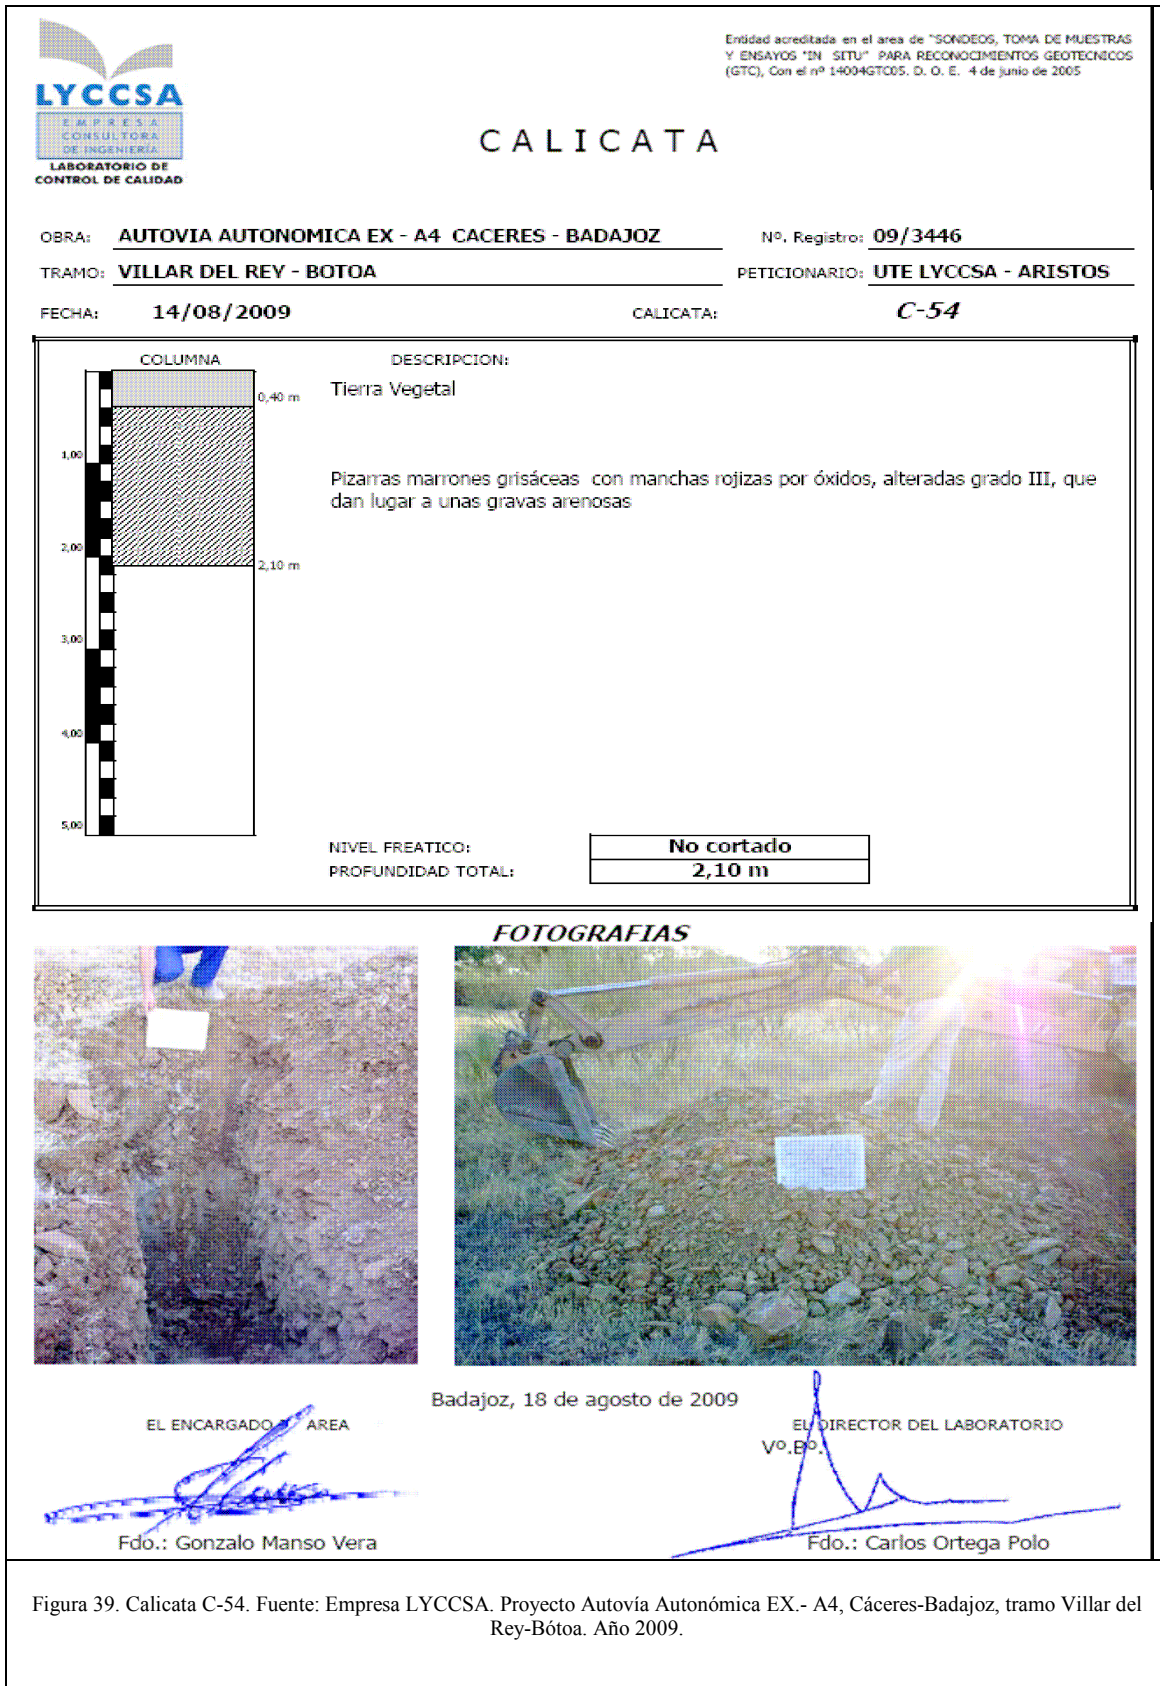 Entidad acreditada en el area de "SONDEOS, TOMA DE MUESTRAS
Y ENSAYOS "IN SITU" PARA RECONOCIMIENTOS GEOTECNICOS
(GTC), Con el nº 14004GTC05. D. O. E. 4 de junio de 2005
LYCCSA
EMPRESA
CONSULTORA
DE INGENIERIA
LABORATORIO DE
CONTROL DE CALIDAD
CALICATA
OBRA: AUTOVIA AUTONOMICA EX - A4 CACERES - BADAJOZ Nº. Registro: 09/3446
TRAMO: VILLAR DEL REY - BOTOA PETICIONARIO: UTE LYCCSA - ARISTOS
FECHA: 14/08/2009 CALICATA: C-54
COLUMNA DESCRIPCION:
Tierra Vegetal
0,40 m
1,00
Pizarras marrones grisáceas con manchas rojizas por óxidos, alteradas grado III, que
dan lugar a unas gravas arenosas
2,00
2,10 m
3,00
4,00
5,00
NIVEL FREATICO: No cortado
PROFUNDIDAD TOTAL: 2,10 m
FOTOGRAFIAS
Badajoz, 18 de agosto de 2009
EL ENCARGADO AREA EL DIRECTOR DEL LABORATORIO
Vº.Bº.
Fdo.: Gonzalo Manso Vera Fdo.: Carlos Ortega Polo
Figura 39. Calicata C-54. Fuente: Empresa LYCCSA. Proyecto Autovía Autonómica EX.- A4, Cáceres-Badajoz, tramo Villar del
Rey-Bótoa. Año 2009.